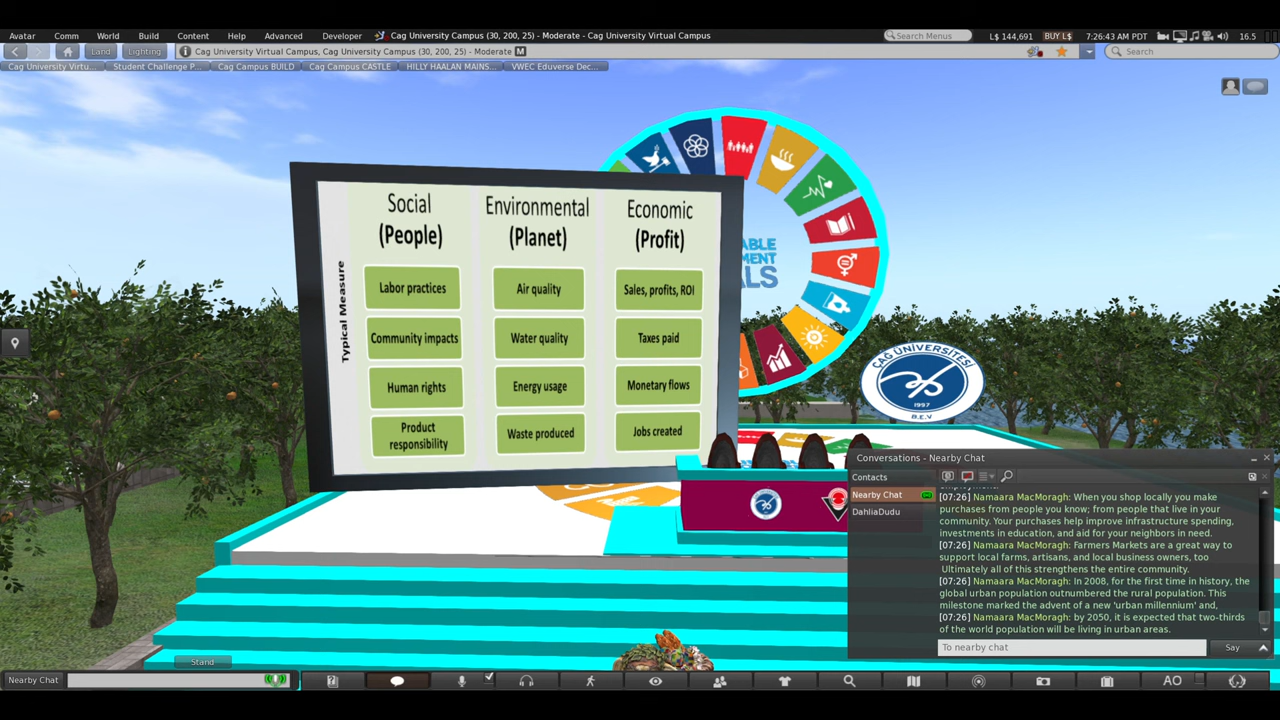 Avatar Comm World Build Content Help Advanced Developer Cag University Virtual Campus, Cag University Campus (30, 200, 25) - Moderate - Cag University Virtual Campus Search Menus L$ 144,691 BUY L$ 7:26:43 AM PDT 16.5
Land Lighting Cag University Virtual Campus, Cag University Campus (30, 200, 25) - Moderate M Search
Cag University Virtu... Student Challenge P... Cag Campus BUILD Cag Campus CASTLE HILLY HAALAN MAINS... VWEC Eduverse Dec...
Social
(People)
Environmental
(Planet)
Economic
(Profit)
Typical Measure
Labor practices
Air quality
Sales, profits, ROI
Community impacts
Water quality
Taxes paid
Human rights
Energy usage
Monetary flows
Product
responsibility
Waste produced
Jobs created
ABLE
MENT
ALS
ÇAĞ ÜNİVERSİTESİ
1997
B.E.V
Conversations - Nearby Chat
Contacts
Nearby Chat
DahliaDudu
[07:26] Namaara MacMoragh: When you shop locally you make
purchases from people you know; from people that live in your
community. Your purchases help improve infrastructure spending,
investments in education, and aid for your neighbors in need.
[07:26] Namaara MacMoragh: Farmers Markets are a great way to
support local farms, artisans, and local business owners, too
Ultimately all of this strengthens the entire community.
[07:26] Namaara MacMoragh: In 2008, for the first time in history, the
global urban population outnumbered the rural population. This
milestone marked the advent of a new 'urban millennium' and,
[07:26] Namaara MacMoragh: by 2050, it is expected that two-thirds
of the world population will be living in urban areas.
To nearby chat Say
Stand
Nearby Chat AO